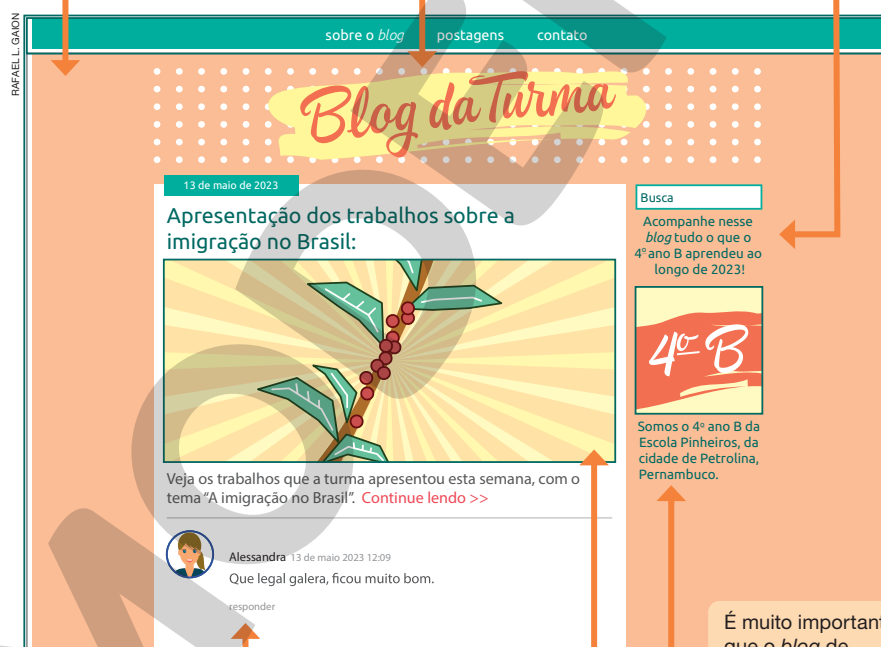 RAFAEL L. GAION
sobre o blog postagens contato
Blog da Turma
13 de maio de 2023
Apresentação dos trabalhos sobre a
imigração no Brasil:
Veja os trabalhos que a turma apresentou esta semana, com o
tema “A imigração no Brasil”. Continue lendo >>
Alessandra 13 de maio 2023 12:09
Que legal galera, ficou muito bom.
responder
Busca
Acompanhe nesse
blog tudo o que o
4º ano B aprendeu ao
longo de 2023!
4º B
Somos o 4º ano B da
Escola Pinheiros, da
cidade de Petrolina,
Pernambuco.
É muito important
que o blog de